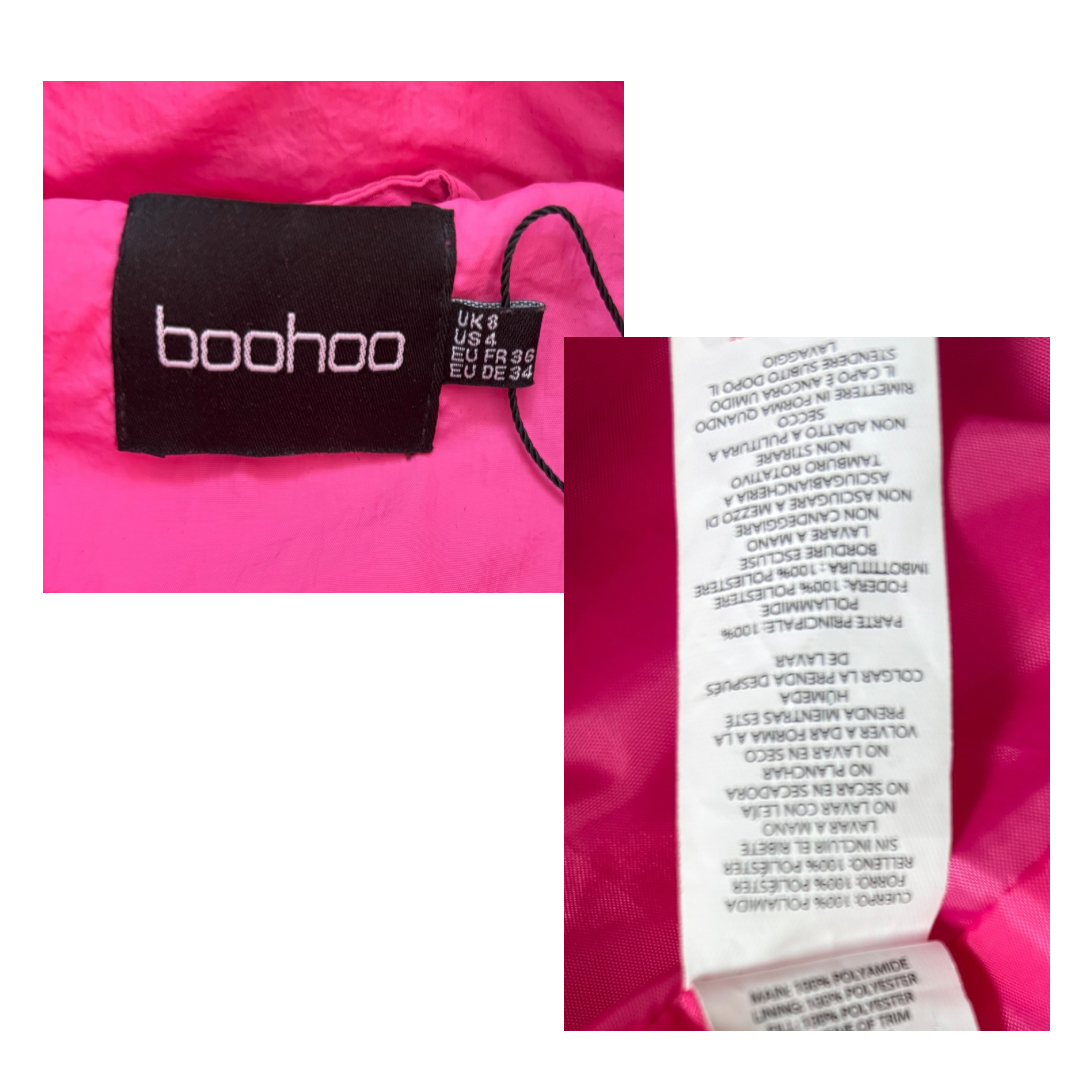 boohoo
UK 8
US 4
EU FR 36
EU DE 34
CUERPO: 100% POLIAMIDA
FORRO: 100% POLIÉSTER
RELLENO: 100% POLIÉSTER
SIN INCLUIR EL RIBETE
LAVAR A MANO
NO LAVAR CON LEJÍA
NO SECAR EN SECADORA
NO PLANCHAR
NO LAVAR EN SECO
VOLVER A DAR FORMA A LA
PRENDA MIENTRAS ESTÉ
HÚMEDA
COLGAR LA PRENDA DESPUÉS
DE LAVAR
PARTE PRINCIPALE: 100%
POLIAMMIDE
FODERA: 100% POLIESTERE
IMBOTTITURA : 100% POLIESTERE
BORDURE ESCLUSE
LAVARE A MANO
NON CANDEGGIARE
NON ASCIUGARE A MEZZO DI
ASCIUGABIANCHERIA A
TAMBURO ROTATIVO
NON STIRARE
NON ADATTO A PULITURA A
SECCO
RIMETTERE IN FORMA QUANDO
IL CAPO È ANCORA UMIDO
STENDERE SUBITO DOPO IL
LAVAGGIO
MAIN: 100% POLYAMIDE
LINING: 100% POLYESTER
FILL: 100% POLYESTER
OF TRIM